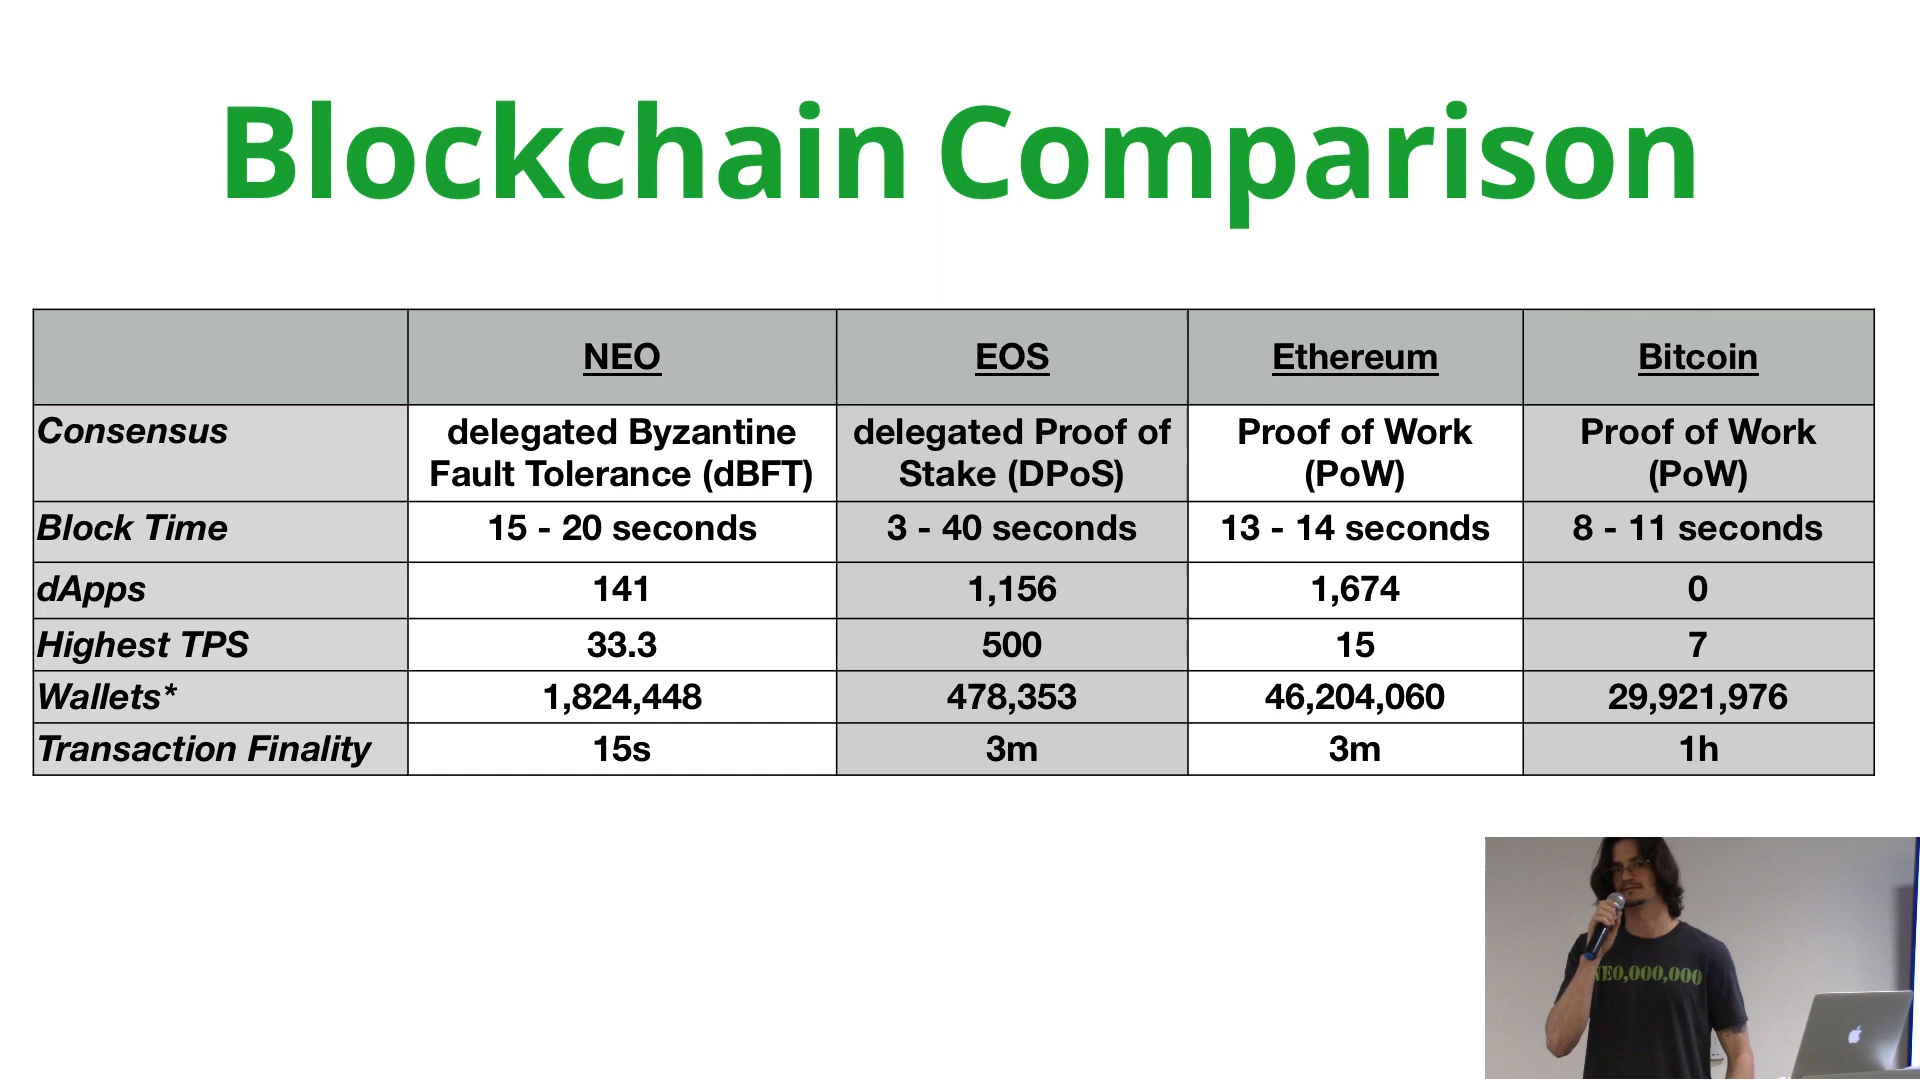 Blockchain Comparison
NEO EOS Ethereum Bitcoin
Consensus delegated Byzantine Fault Tolerance (dBFT) delegated Proof of Stake (DPoS) Proof of Work (PoW) Proof of Work (PoW)
Block Time 15 - 20 seconds 3 - 40 seconds 13 - 14 seconds 8 - 11 seconds
dApps 141 1,156 1,674 0
Highest TPS 33.3 500 15 7
Wallets* 1,824,448 478,353 46,204,060 29,921,976
Transaction Finality 15s 3m 3m 1h
NEO,000,000